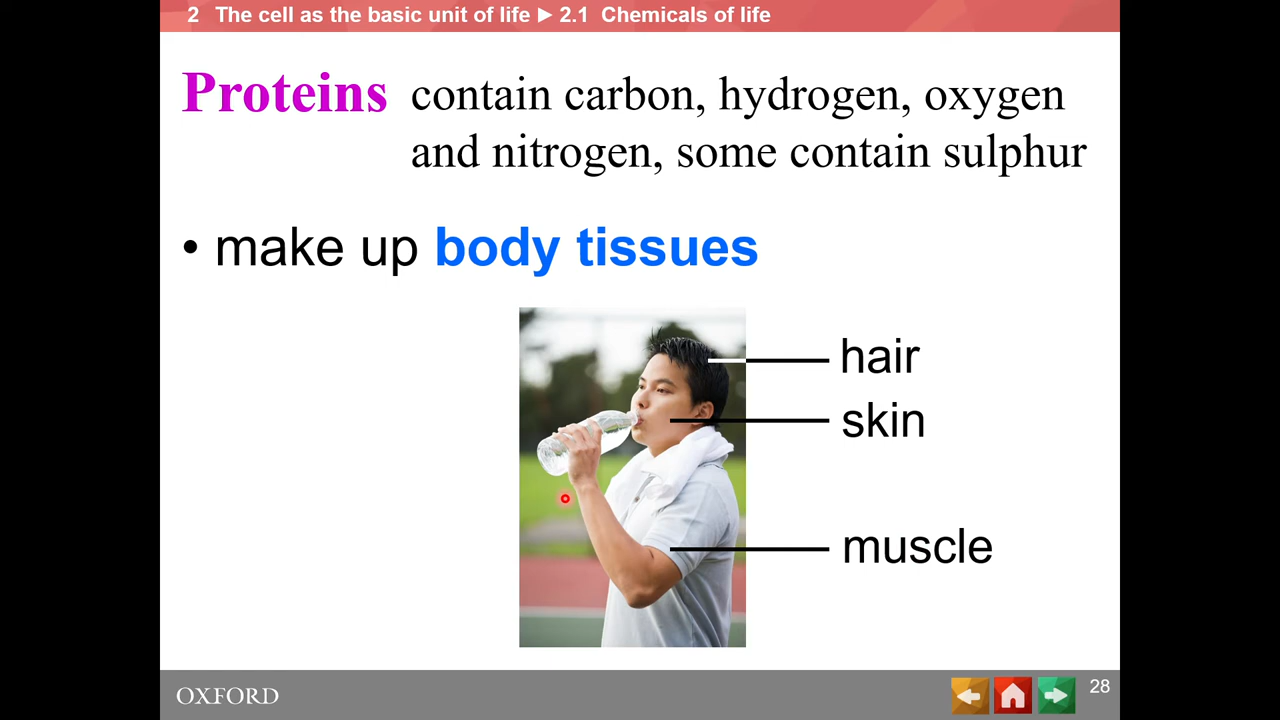 2 The cell as the basic unit of life ► 2.1 Chemicals of life
Proteins contain carbon, hydrogen, oxygen
and nitrogen, some contain sulphur
• make up body tissues
hair
skin
muscle
OXFORD
28